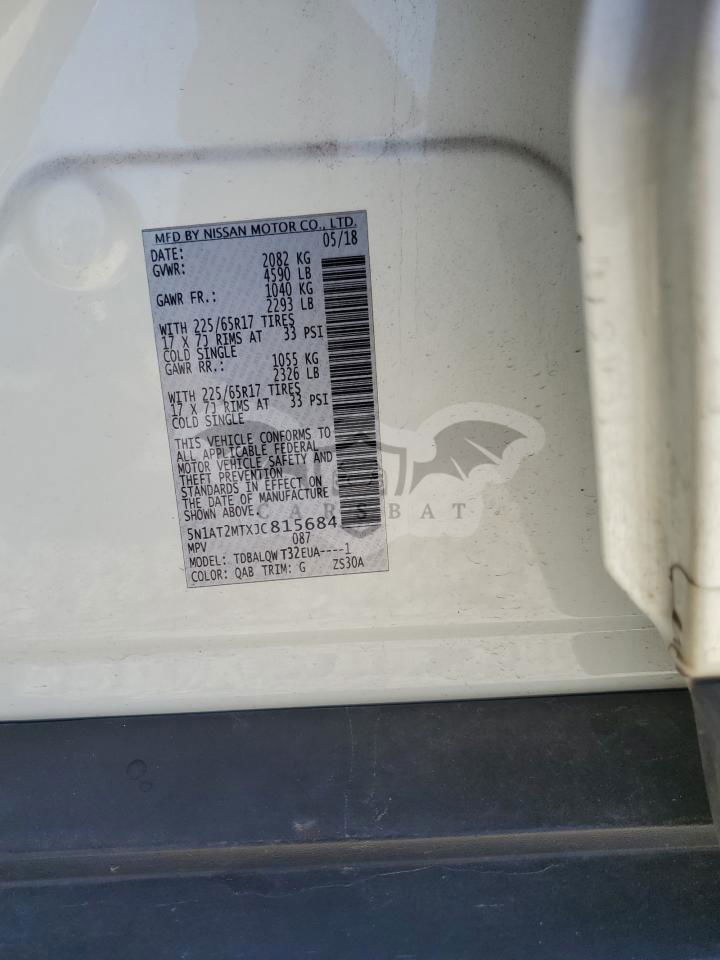 MFD BY NISSAN MOTOR CO., LTD.
DATE: 05/18
GVWR: 2082 KG
4590 LB
GAWR FR.: 1040 KG
2293 LB
WITH 225/65R17 TIRES
17 X 7J RIMS AT 33 PSI
COLD SINGLE
GAWR RR.: 1055 KG
2326 LB
WITH 225/65R17 TIRES
17 X 7J RIMS AT 33 PSI
COLD SINGLE
THIS VEHICLE CONFORMS TO
ALL APPLICABLE FEDERAL
MOTOR VEHICLE SAFETY AND
THEFT PREVENTION
STANDARDS IN EFFECT ON
THE DATE OF MANUFACTURE
SHOWN ABOVE.
5N1AT2MTXJC815684
MPV 087
MODEL: TDBALQWT32EUA----1
COLOR: QAB TRIM: G ZS30A
CARSBAT